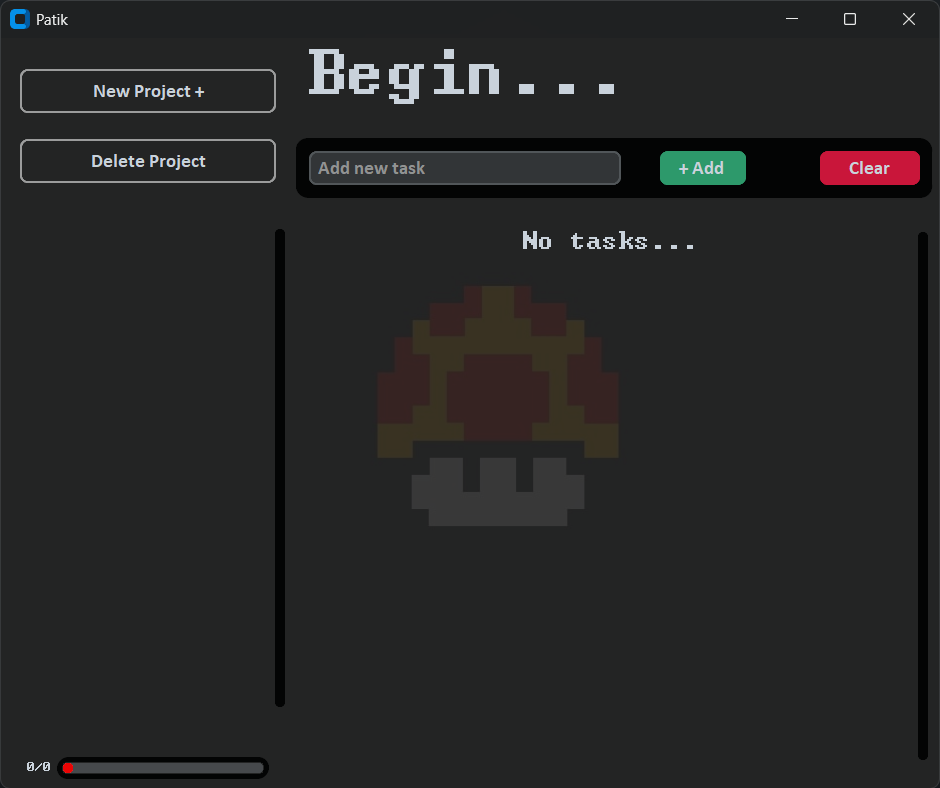 Patik
New Project +
Delete Project
Begin...
Add new task
+ Add
Clear
No tasks...
0/0